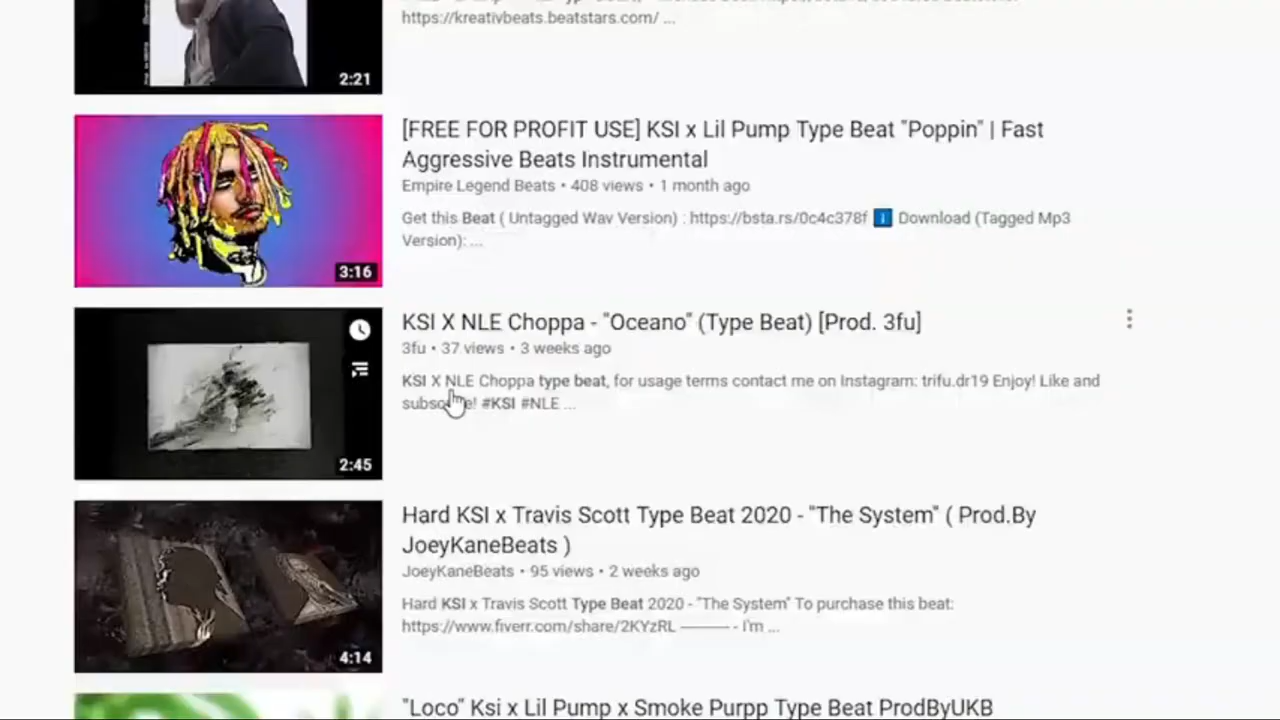 https://kreativbeats.beatstars.com/ ...
2:21
[FREE FOR PROFIT USE] KSI x Lil Pump Type Beat "Poppin" | Fast
Aggressive Beats Instrumental
Empire Legend Beats • 408 views • 1 month ago
Get this Beat ( Untagged Wav Version) : https://bsta.rs/0c4c378f Download (Tagged Mp3
Version): ...
3:16
KSI X NLE Choppa - "Oceano" (Type Beat) [Prod. 3fu]
3fu • 37 views • 3 weeks ago
KSI X NLE Choppa type beat, for usage terms contact me on Instagram: trifu.dr19 Enjoy! Like and
#KSI #NLE ...
2:45
Hard KSI x Travis Scott Type Beat 2020 - "The System" ( Prod.By
JoeyKaneBeats )
JoeyKaneBeats • 95 views • 2 weeks ago
Hard KSI x Travis Scott Type Beat 2020 - "The System" To purchase this beat:
https://www.fiverr.com/share/2KYzRL ——— - I'm ...
4:14
"Loco" Ksi x Lil Pump x Smoke Purpp Type Beat ProdByUKB